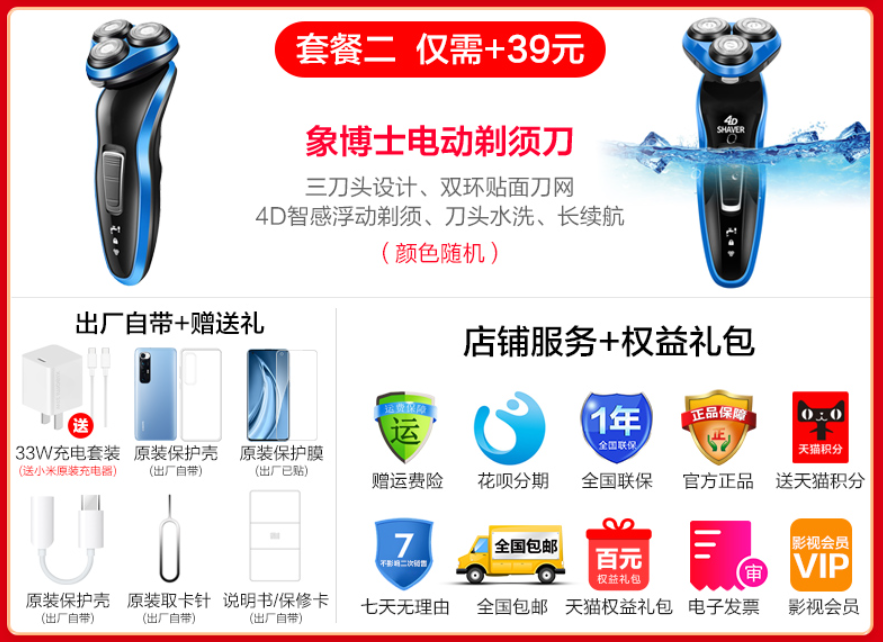 套餐二 仅需+39元
象博士电动剃须刀
三刀头设计、双环贴面刀网
4D智感浮动剃须、刀头水洗、长续航
（颜色随机）
4D
SHAVER
出厂自带+赠送礼
送
33W充电套装
(送小米原装充电器)
原装保护壳
(出厂自带)
原装保护膜
(出厂已贴)
原装保护壳
(出厂自带)
原装取卡针
(出厂自带)
说明书/保修卡
(出厂自带)
店铺服务+权益礼包
运费保障
运
赠运费险
花呗分期
1年
全国联保
全国联保
正品保障
正
官方正品
天猫积分
送天猫积分
7
不影响二次销售
七天无理由
全国包邮
全国包邮
百元
权益礼包
天猫权益礼包
审
电子发票
影视会员
VIP
影视会员